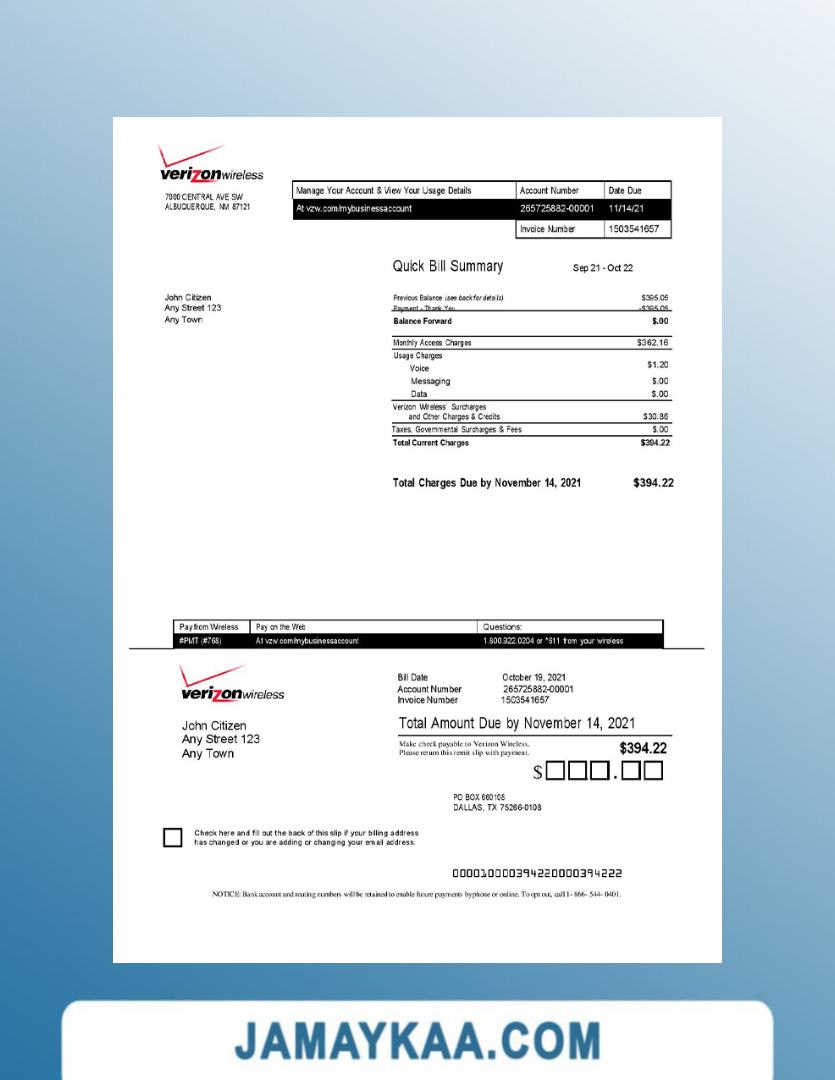 verizonwireless
7000 CENTRAL AVE SW
ALBUQUERQUE, NM 87121
Manage Your Account & View Your Usage Details Account Number Date Due
At vzw.com/mybusinessaccount 265725882-00001 11/14/21
Invoice Number 1503541657
Quick Bill Summary Sep 21 - Oct 22
John Citizen
Any Street 123
Any Town
Previous Balance (see back for details) $395.05
Payment - Thank You -$395.05
Balance Forward $.00
Monthly Access Charges $362.16
Usage Charges
Voice $1.20
Messaging $.00
Data $.00
Verizon Wireless' Surcharges
and Other Charges & Credits $30.86
Taxes, Governmental Surcharges & Fees $.00
Total Current Charges $394.22
Total Charges Due by November 14, 2021 $394.22
Pay from Wireless Pay on the Web Questions:
#PMT (#768) At vzw.com/mybusinessaccount 1.800.922.0204 or *611 from your wireless
verizonwireless
Bill Date October 19, 2021
Account Number 265725882-00001
Invoice Number 1503541657
John Citizen
Any Street 123
Any Town
Total Amount Due by November 14, 2021
Make check payable to Verizon Wireless.
Please return this remit slip with payment.
$394.22
$ .
PO BOX 660108
DALLAS, TX 75266-0108
Check here and fill out the back of this slip if your billing address
has changed or you are adding or changing your email address.
0000100003942200003942​22
NOTICE: Bank account and routing numbers will be retained to enable future payments byphone or online. To opt out, call 1- 866- 544- 0401.
JAMAYKAA.COM